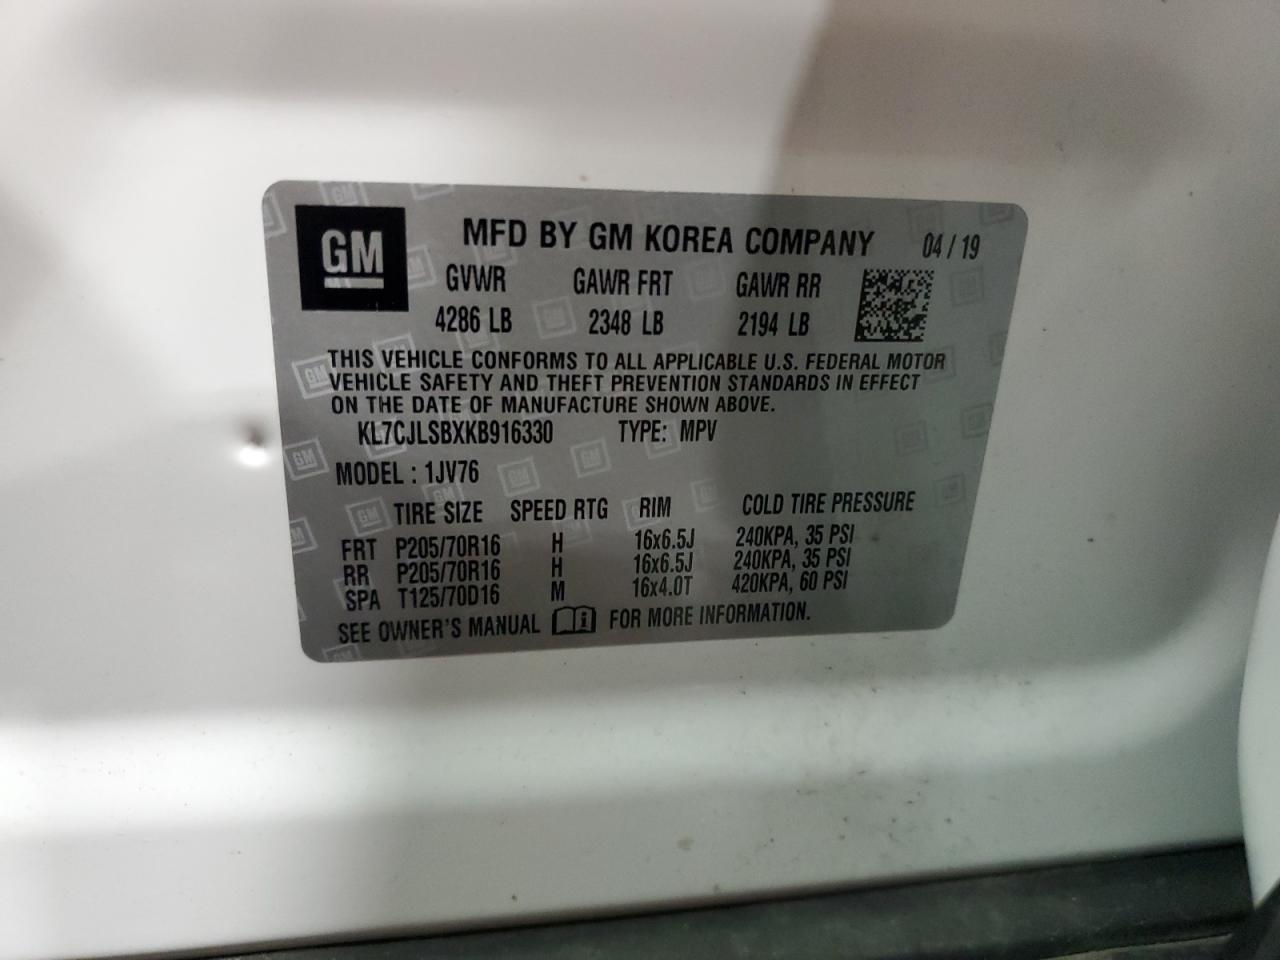 GM
MFD BY GM KOREA COMPANY 04 / 19
GVWR GAWR FRT GAWR RR
4286 LB 2348 LB 2194 LB
THIS VEHICLE CONFORMS TO ALL APPLICABLE U.S. FEDERAL MOTOR
VEHICLE SAFETY AND THEFT PREVENTION STANDARDS IN EFFECT
ON THE DATE OF MANUFACTURE SHOWN ABOVE.
KL7CJLSBXKB916330 TYPE: MPV
MODEL : 1JV76
TIRE SIZE SPEED RTG RIM COLD TIRE PRESSURE
FRT P205/70R16 H 16x6.5J 240KPA, 35 PSI
RR P205/70R16 H 16x6.5J 240KPA, 35 PSI
SPA T125/70D16 M 16x4.0T 420KPA, 60 PSI
SEE OWNER'S MANUAL i FOR MORE INFORMATION.